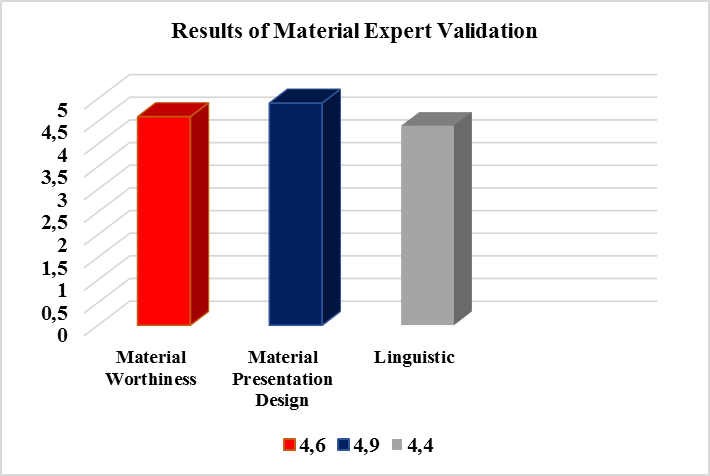 Results of Material Expert Validation
5
4,5
4
3,5
3
2,5
2
1,5
1
0,5
0
Material
Worthiness
Material
Presentation
Design
Linguistic
4,6
4,9
4,4